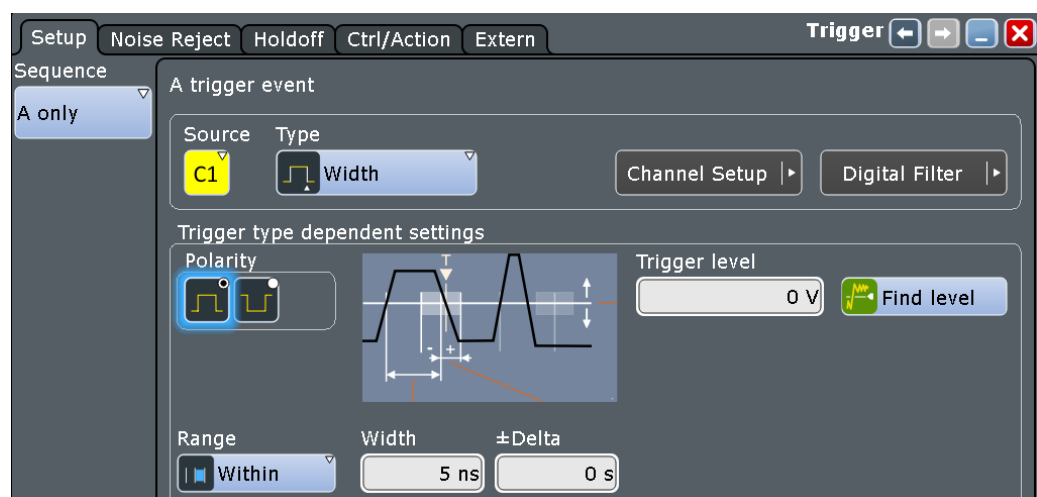 Setup Noise Reject Holdoff Ctrl/Action Extern Trigger
Sequence
A only
A trigger event
Source Type
C1 Width Channel Setup Digital Filter
Trigger type dependent settings
Polarity T Trigger level
0 V Find level
- +
Range Width ±Delta
Within 5 ns 0 s